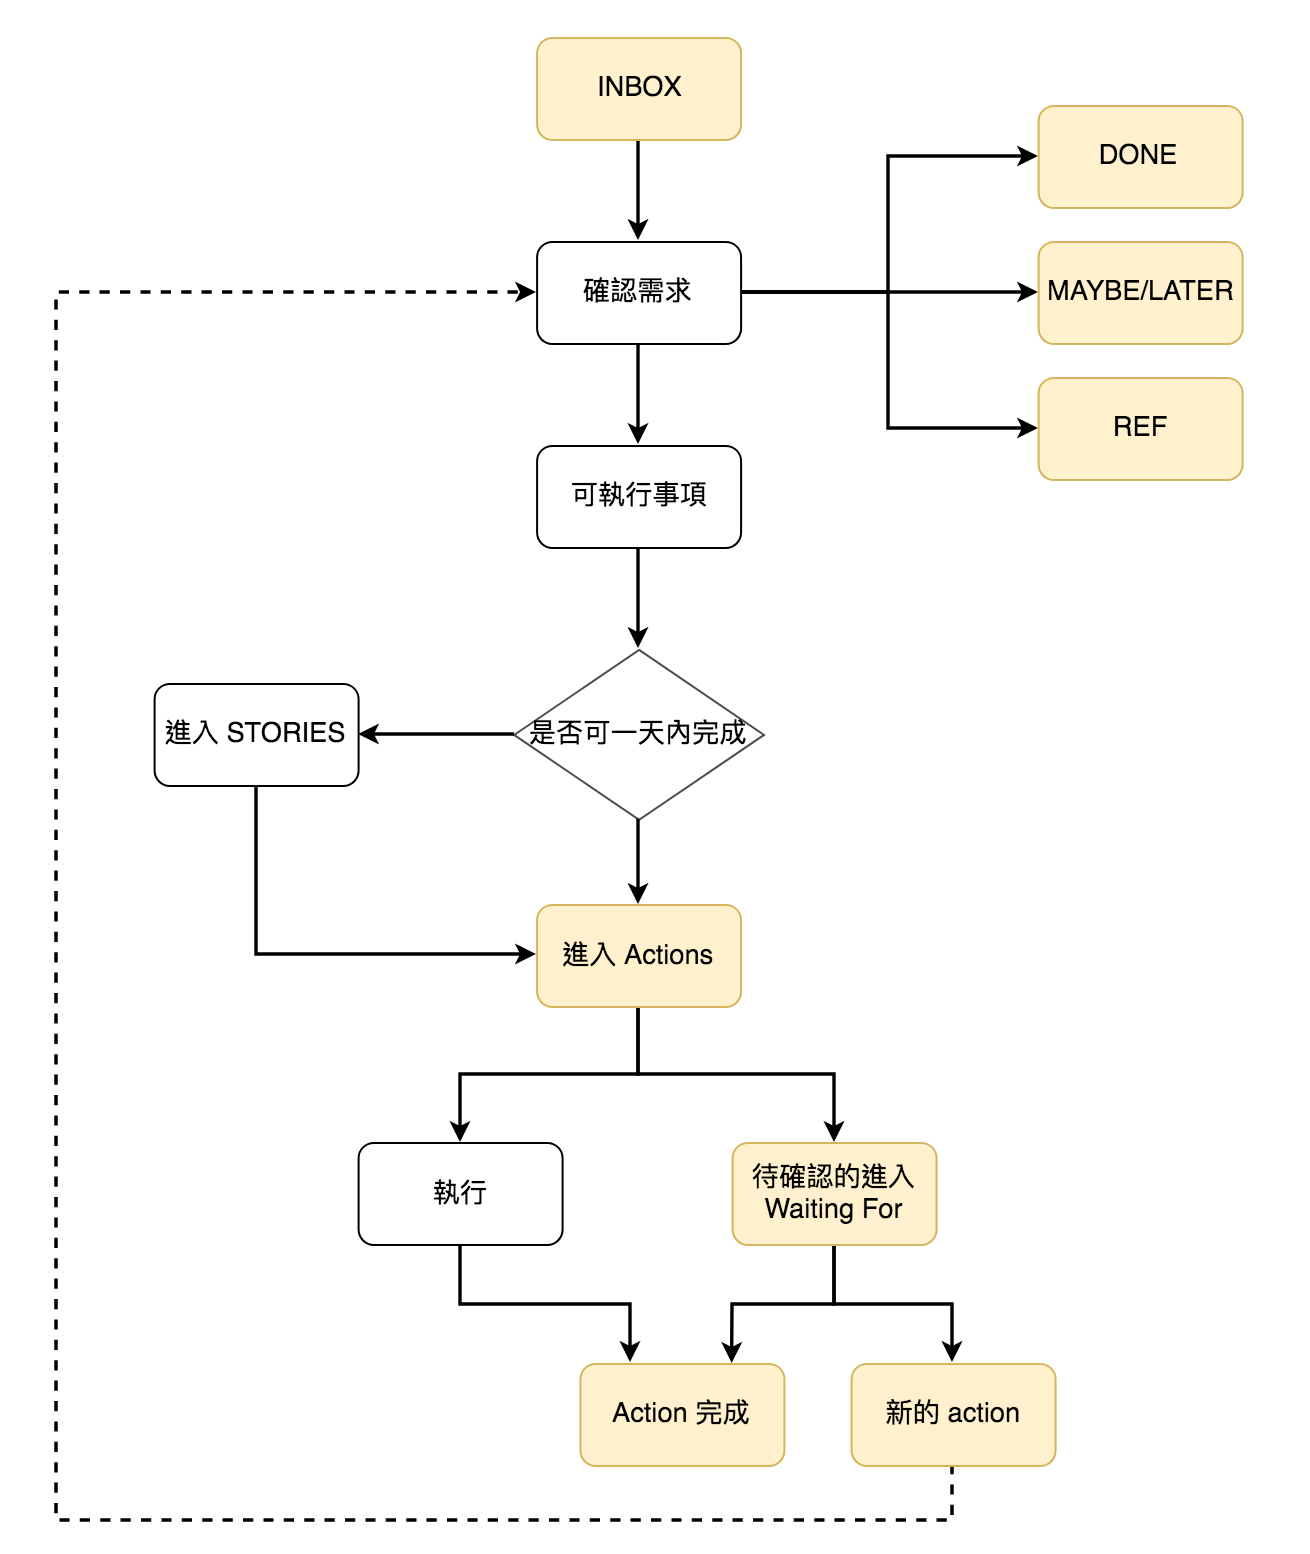 INBOX
DONE
確認需求
MAYBE/LATER
REF
可執行事項
進入 STORIES
是否可一天內完成
進入 Actions
執行
待確認的進入
Waiting For
Action 完成
新的 action